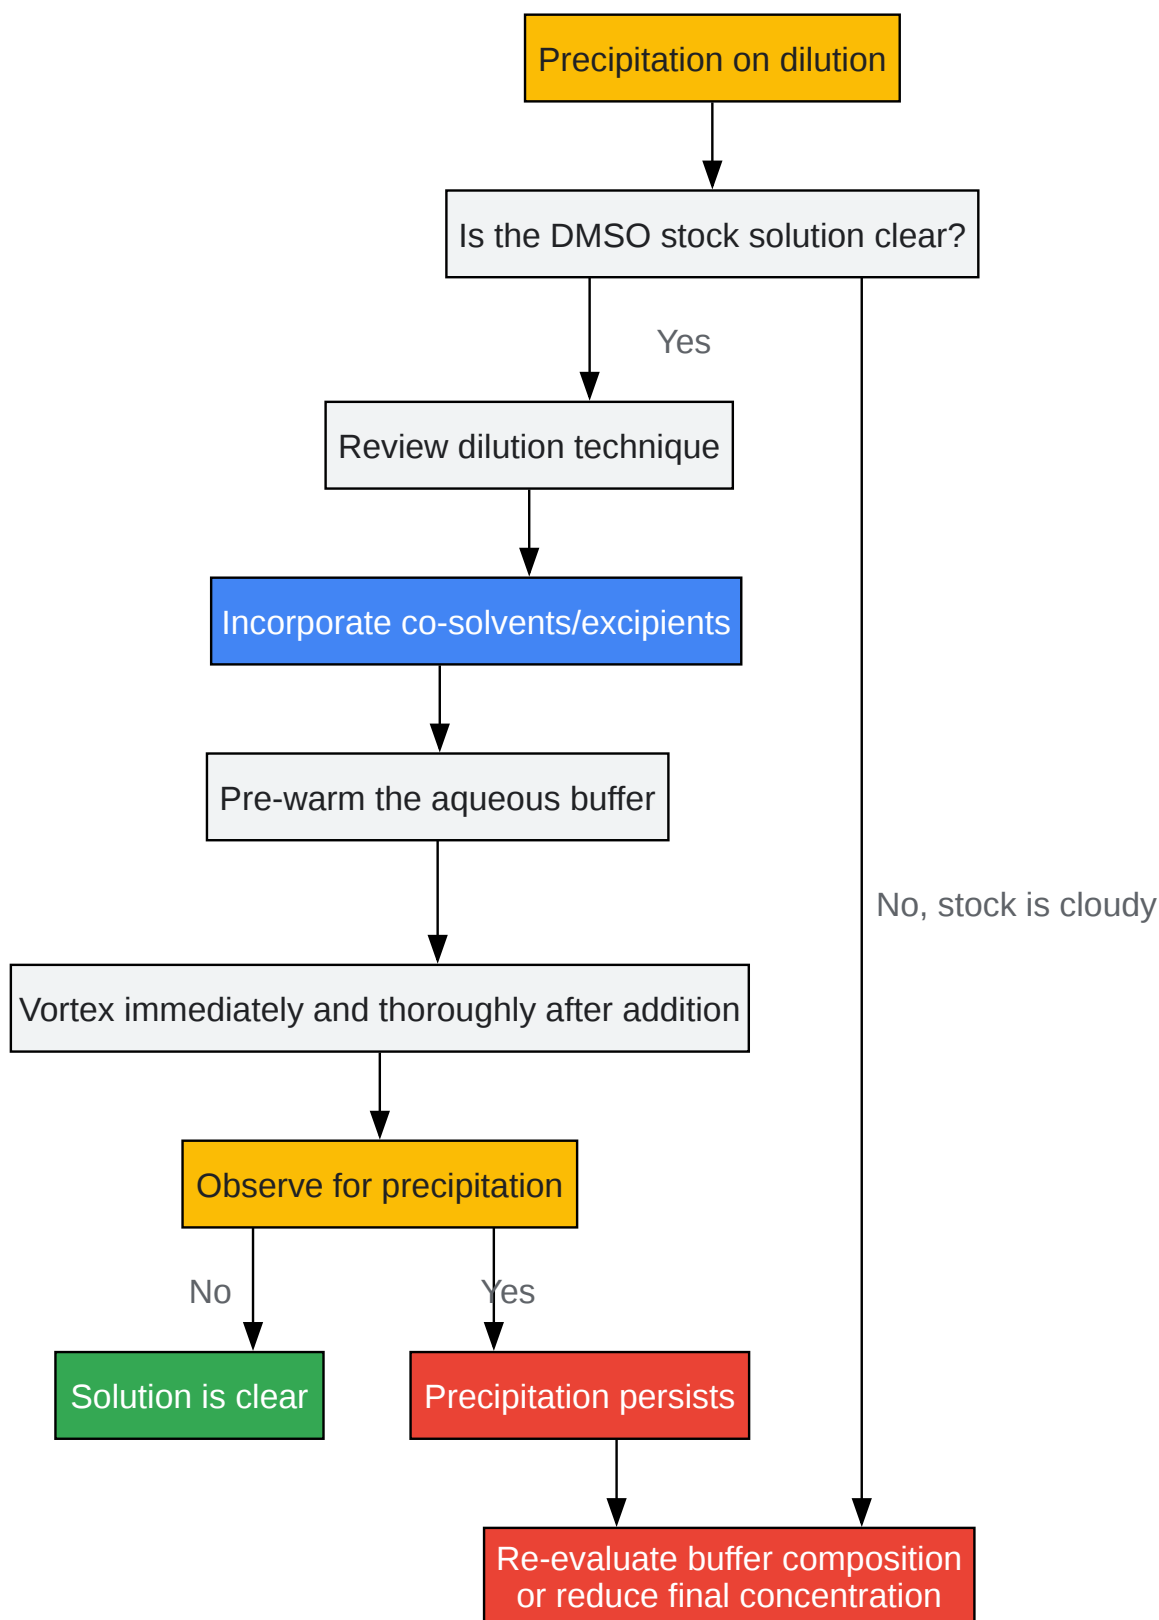 Precipitation on dilution
Is the DMSO stock solution clear?
Yes
Review dilution technique
Incorporate co-solvents/excipients
Pre-warm the aqueous buffer
No, stock is cloudy
Vortex immediately and thoroughly after addition
Observe for precipitation
No
Yes
Solution is clear
Precipitation persists
Re-evaluate buffer composition
or reduce final concentration